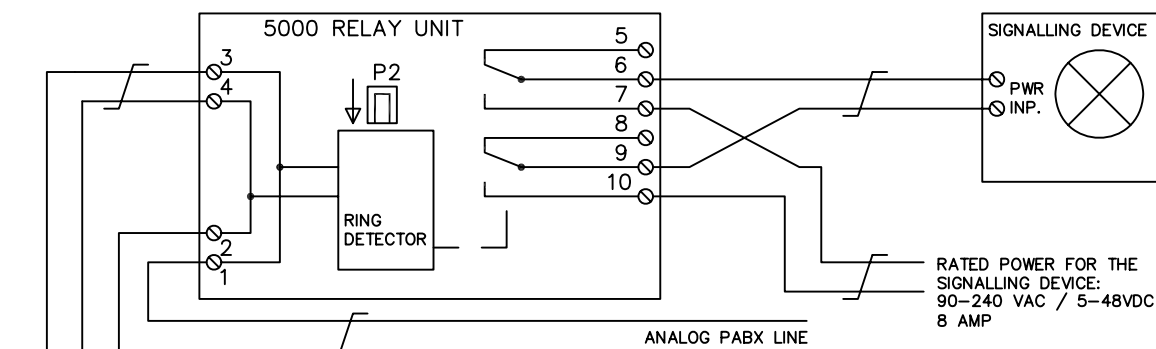 5000 RELAY UNIT
SIGNALLING DEVICE
3
4
P2
5
6
7
8
9
10
PWR
INP.
RING
DETECTOR
2
1
RATED POWER FOR THE
SIGNALLING DEVICE:
90-240 VAC / 5-48VDC
8 AMP
ANALOG PABX LINE